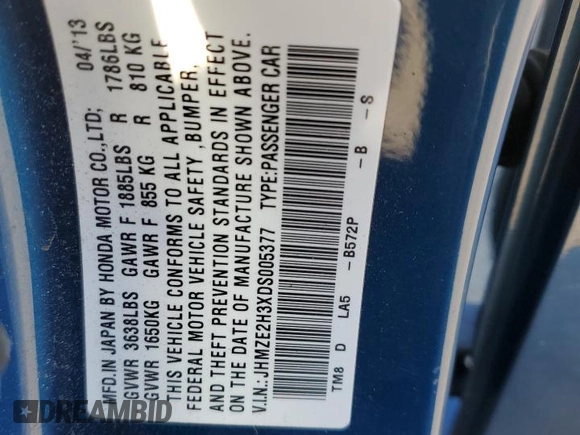 MFD.IN JAPAN BY HONDA MOTOR CO.,LTD; 04/'13
GVWR 3638LBS GAWR F 1885LBS R 1786LBS
GVWR 1650KG GAWR F 855 KG R 810 KG
THIS VEHICLE CONFORMS TO ALL APPLICABLE
FEDERAL MOTOR VEHICLE SAFETY ,BUMPER,
AND THEFT PREVENTION STANDARDS IN EFFECT
ON THE DATE OF MANUFACTURE SHOWN ABOVE.
V.I.N.:JHMZE2H3XDS005377 TYPE:PASSENGER CAR
TM8 D LA5 -B572P -B -S
DREAMBID